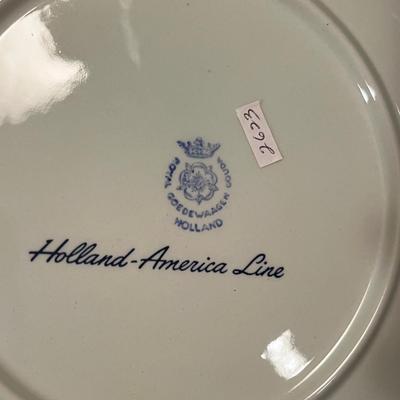 2623
ROYAL GOEDEWAAGEN GOUDA
HOLLAND
Holland-America Line